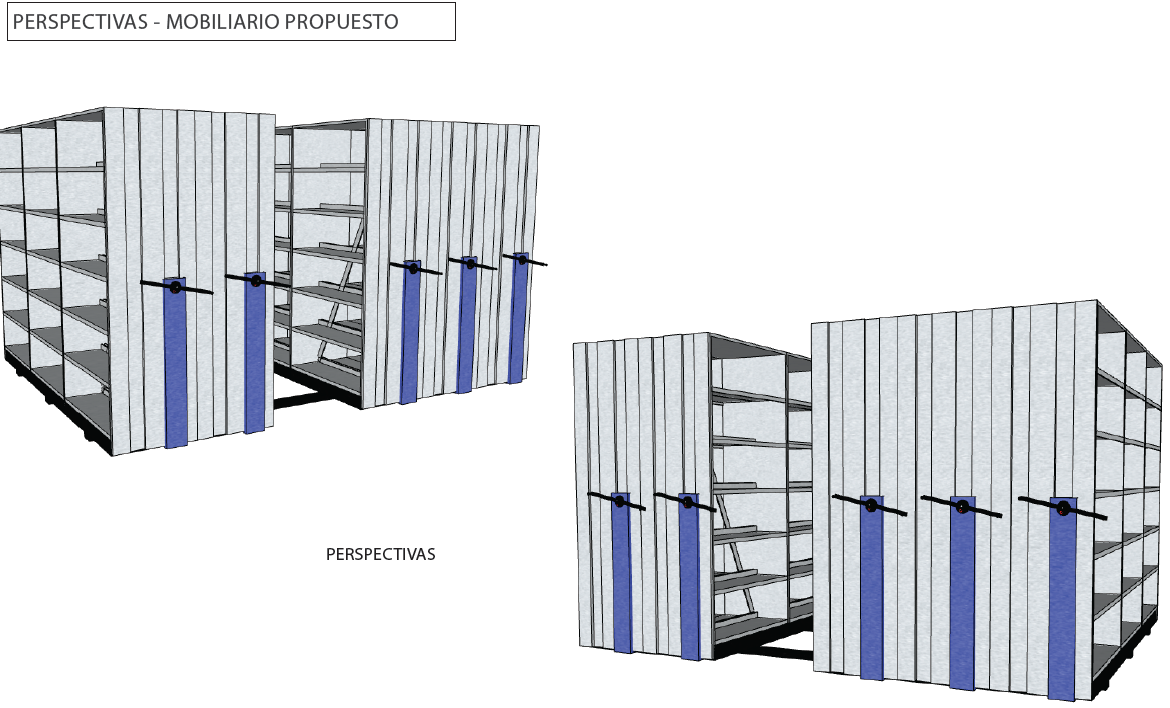 PERSPECTIVAS - MOBILIARIO PROPUESTO
PERSPECTIVAS